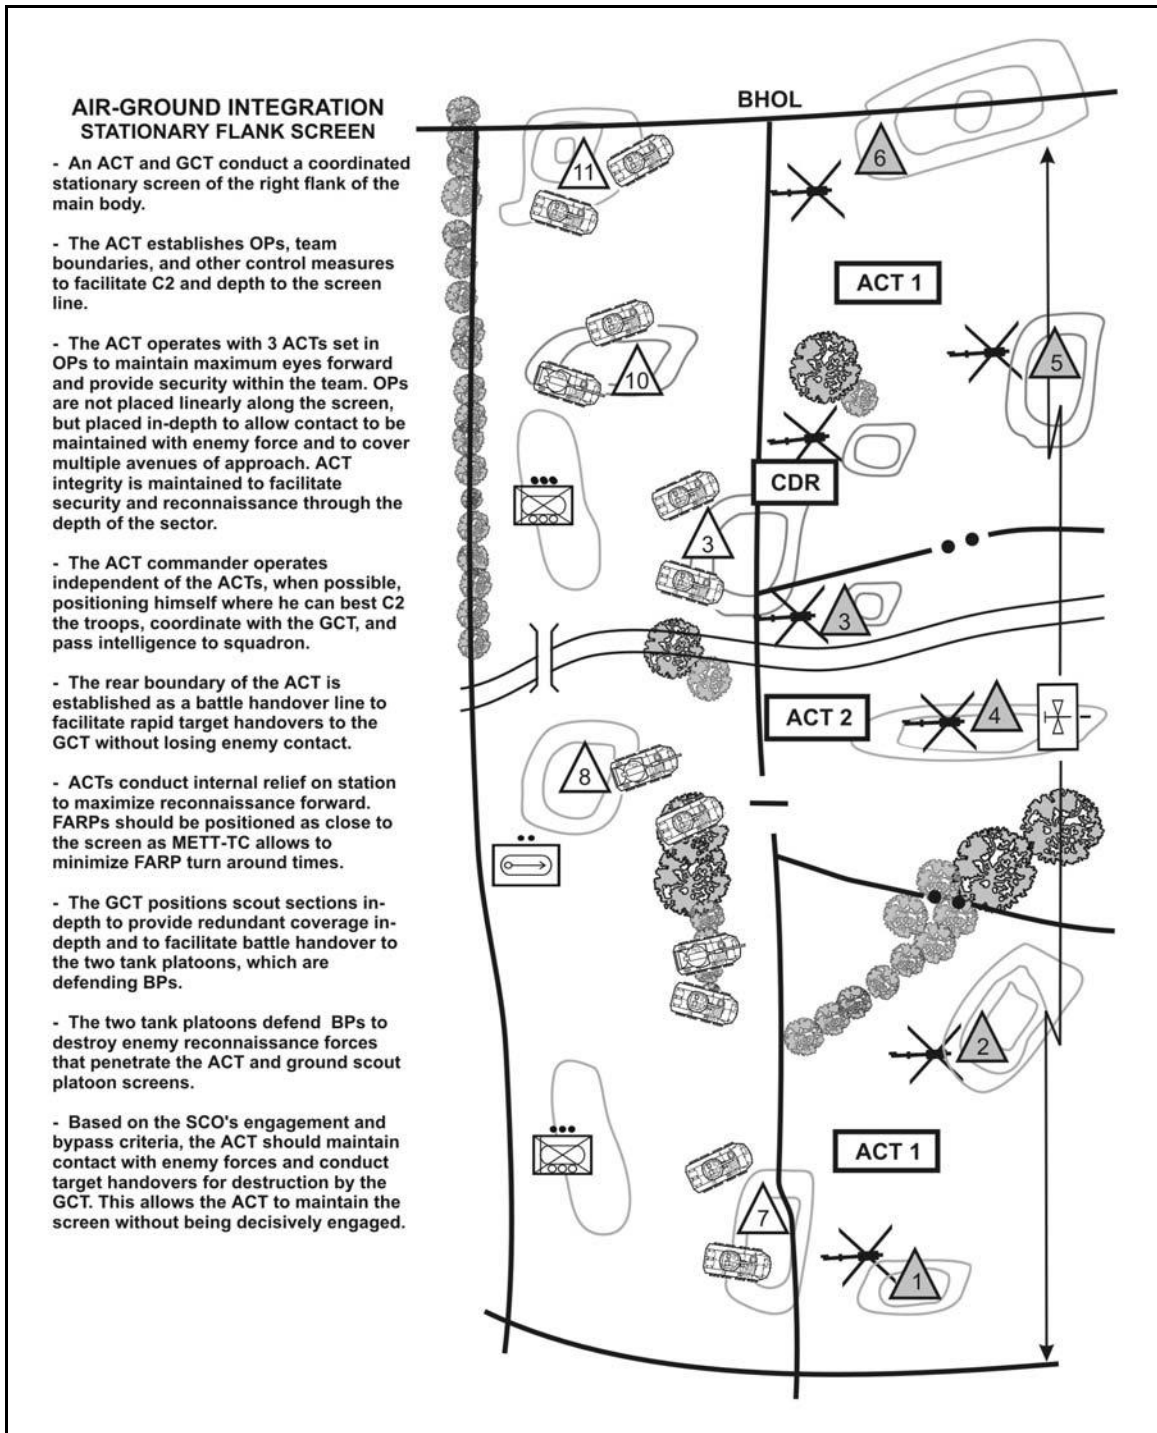 AIR-GROUND INTEGRATION
STATIONARY FLANK SCREEN
- An ACT and GCT conduct a coordinated
stationary screen of the right flank of the
main body.
- The ACT establishes OPs, team
boundaries, and other control measures
to facilitate C2 and depth to the screen
line.
- The ACT operates with 3 ACTs set in
OPs to maintain maximum eyes forward
and provide security within the team. OPs
are not placed linearly along the screen,
but placed in-depth to allow contact to be
maintained with enemy force and to cover
multiple avenues of approach. ACT
integrity is maintained to facilitate
security and reconnaissance through the
depth of the sector.
- The ACT commander operates
independent of the ACTs, when possible,
positioning himself where he can best C2
the troops, coordinate with the GCT, and
pass intelligence to squadron.
- The rear boundary of the ACT is
established as a battle handover line to
facilitate rapid target handovers to the
GCT without losing enemy contact.
- ACTs conduct internal relief on station
to maximize reconnaissance forward.
FARPs should be positioned as close to
the screen as METT-TC allows to
minimize FARP turn around times.
- The GCT positions scout sections in-
depth to provide redundant coverage in-
depth and to facilitate battle handover to
the two tank platoons, which are
defending BPs.
- The two tank platoons defend BPs to
destroy enemy reconnaissance forces
that penetrate the ACT and ground scout
platoon screens.
- Based on the SCO's engagement and
bypass criteria, the ACT should maintain
contact with enemy forces and conduct
target handovers for destruction by the
GCT. This allows the ACT to maintain the
screen without being decisively engaged.
BHOL
6
11
ACT 1
5
10
CDR
3
3
4
ACT 2
8
2
ACT 1
7
1